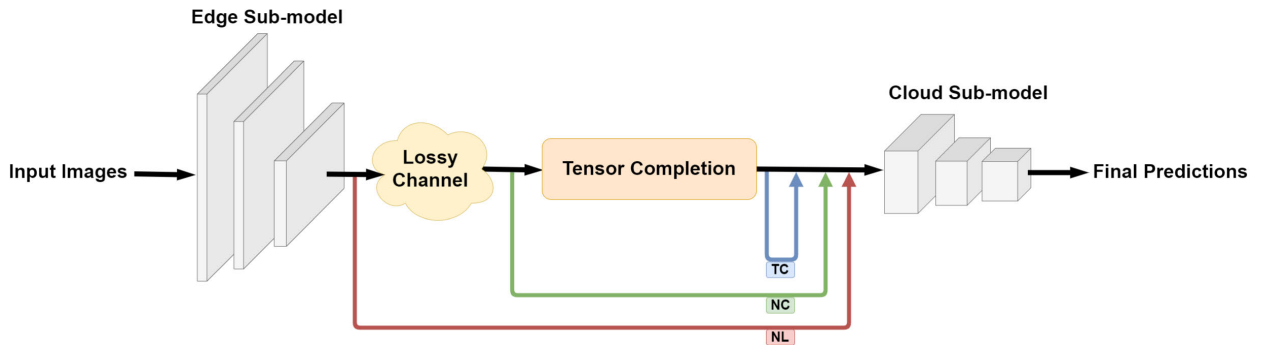 Edge Sub-model
Cloud Sub-model
Input Images
Lossy
Channel
Tensor Completion
Final Predictions
TC
NC
NL